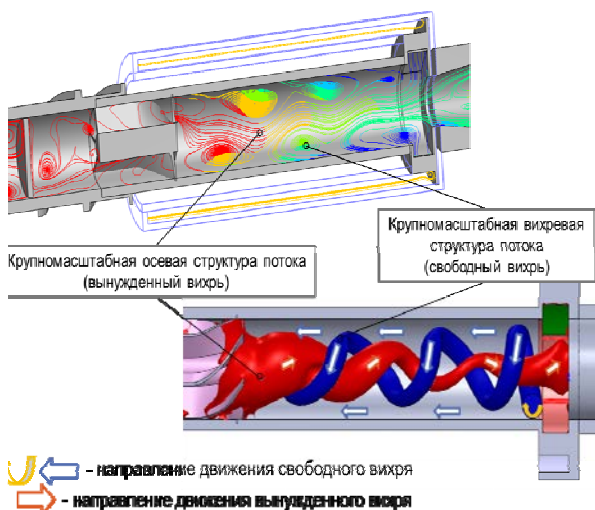 Крупномасштабная вихревая
структура потока
(свободный вихрь)
Крупномасштабная осевая структура потока
(вынужденный вихрь)
- направление движения свободного вихря
- направление движения вынужденного вихря